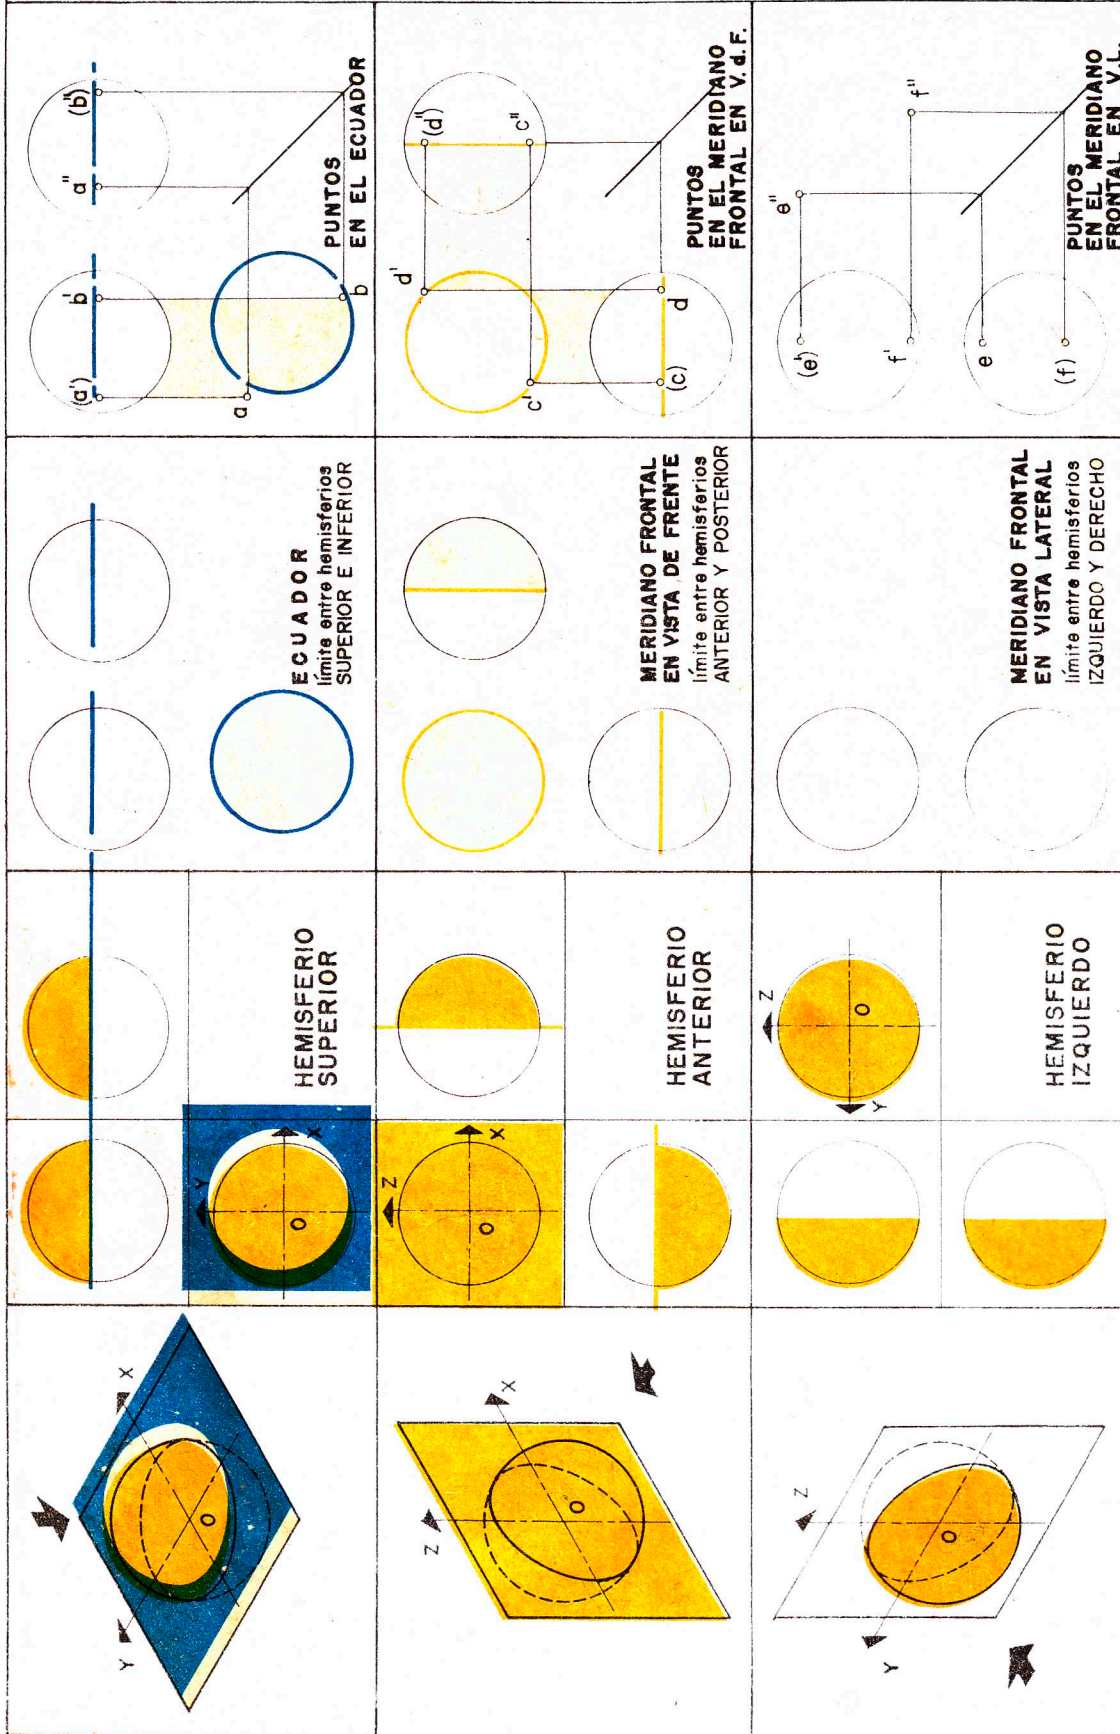 Y
X
O
Y
X
O
HEMISFERIO
SUPERIOR
ECUADOR
límite entre hemisferios
SUPERIOR E INFERIOR
(a') b' a'' (b'')
a
b
PUNTOS
EN EL ECUADOR
Z
X
O
Z
X
O
HEMISFERIO
ANTERIOR
MERIDIANO FRONTAL
EN VISTA DE FRENTE
límite entre hemisferios
ANTERIOR Y POSTERIOR
d' (d'')
c' c''
(c) d
PUNTOS
EN EL MERIDIANO
FRONTAL EN V.d.F.
Z
Y
O
Z
Y
O
HEMISFERIO
IZQUIERDO
MERIDIANO FRONTAL
EN VISTA LATERAL
límite entre hemisferios
IZQUIERDO Y DERECHO
(e') e''
f' f''
e
(f)
PUNTOS
EN EL MERIDIANO
FRONTAL EN V.L.